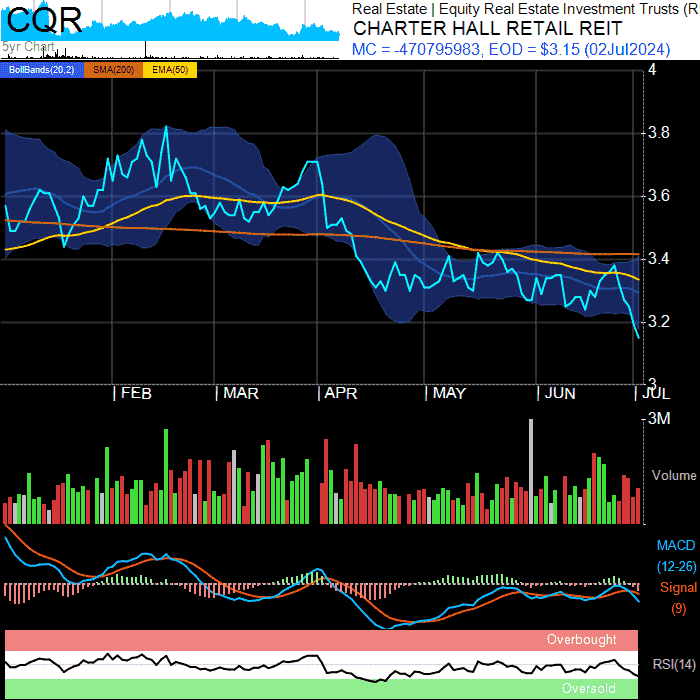 CQR
5yr Chart
Real Estate | Equity Real Estate Investment Trusts (R
CHARTER HALL RETAIL REIT
MC = -470795983, EOD = $3.15 (02Jul2024)
BollBands(20,2) SMA(200) EMA(50)
4
3.8
3.6
3.4
3.2
3
FEB MAR APR MAY JUN JUL
3M
Volume
MACD
(12-26)
Signal
(9)
Overbought
RSI(14)
Oversold